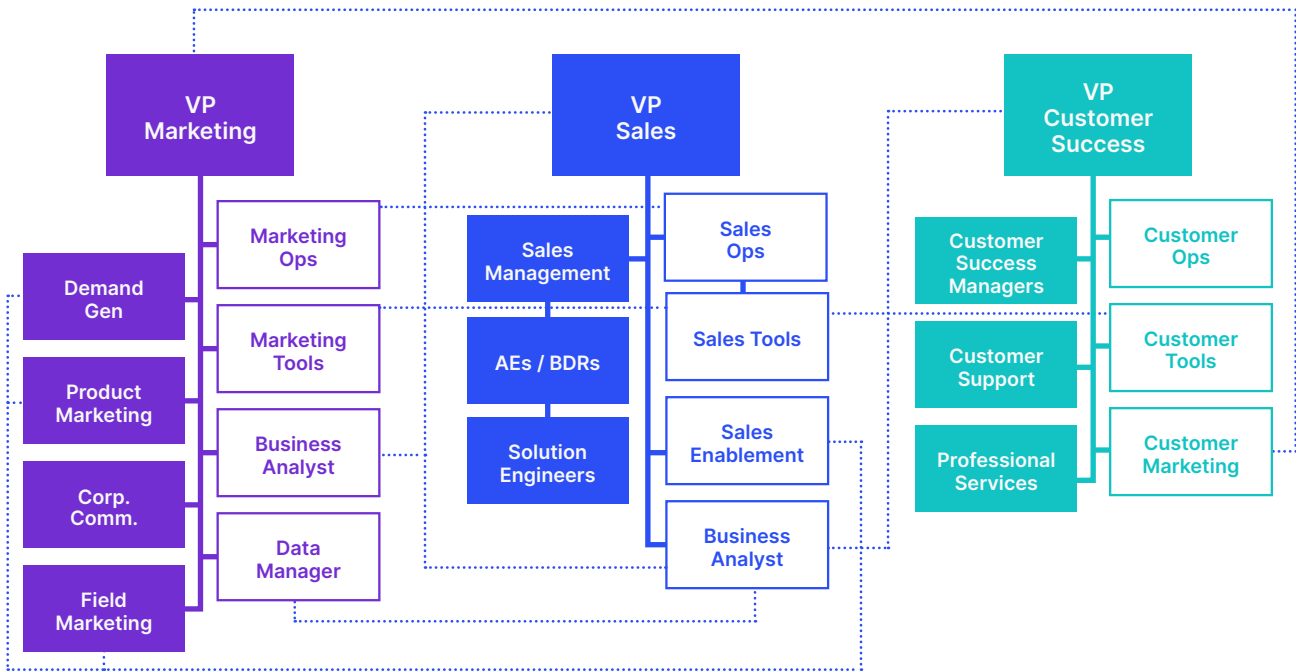 VP
Marketing
Marketing
Ops
Demand
Gen
Marketing
Tools
Product
Marketing
Business
Analyst
Corp.
Comm.
Data
Manager
Field
Marketing
VP
Sales
Sales
Management
Sales
Ops
AEs / BDRs
Sales Tools
Solution
Engineers
Sales
Enablement
Business
Analyst
VP
Customer
Success
Customer
Success
Managers
Customer
Ops
Customer
Support
Customer
Tools
Professional
Services
Customer
Marketing